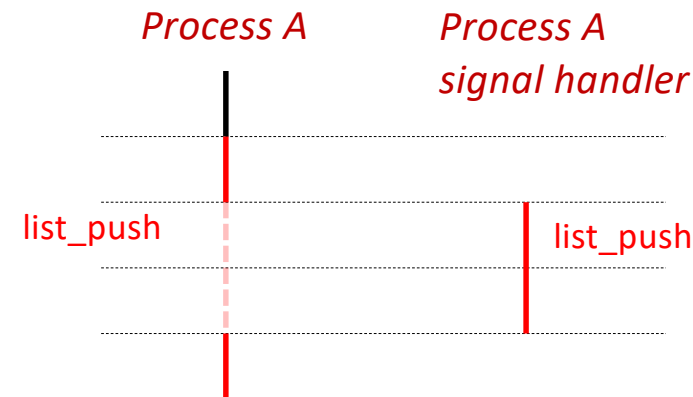 Process A
Process A
signal handler
list_push
list_push